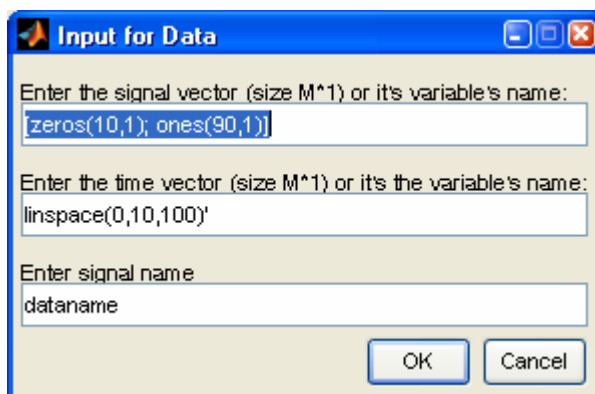 Input for Data
Enter the signal vector (size M*1) or it's variable's name:
[zeros(10,1); ones(90,1)]
Enter the time vector (size M*1) or it's the variable's name:
linspace(0,10,100)'
Enter signal name
dataname
OK Cancel